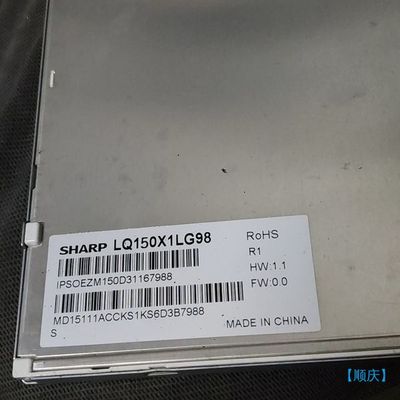 SHARP LQ150X1LG98
RoHS
R1
HW:1.1
FW:0.0
IPSOEZM150D31167988
MD15111ACCKS1KS6D3B7988
S
MADE IN CHINA
【顺庆】